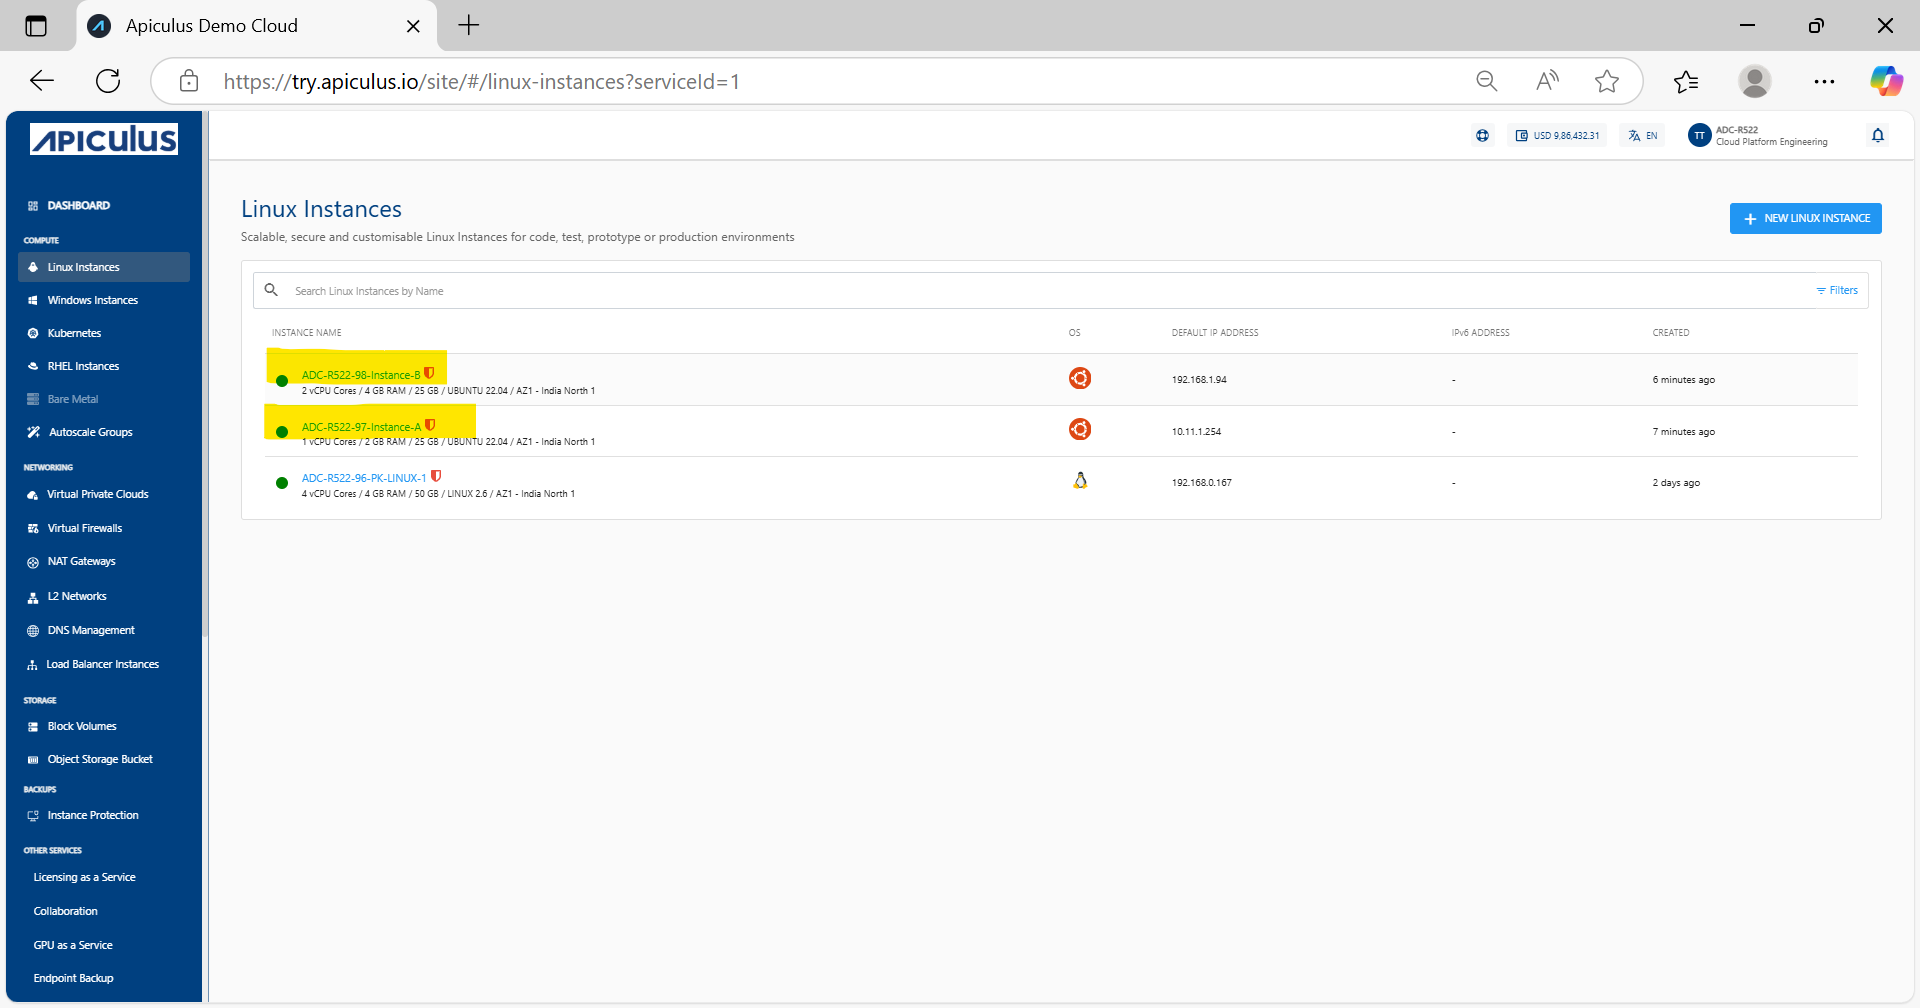 Apiculus Demo Cloud
https://try.apiculus.io/site/#/linux-instances?serviceId=1
APICULUS
USD 9,86,432.31
EN
TT
ADC-R522
Cloud Platform Engineering
DASHBOARD
COMPUTE
Linux Instances
Windows Instances
Kubernetes
RHEL Instances
Bare Metal
Autoscale Groups
NETWORKING
Virtual Private Clouds
Virtual Firewalls
NAT Gateways
L2 Networks
DNS Management
Load Balancer Instances
STORAGE
Block Volumes
Object Storage Bucket
BACKUPS
Instance Protection
OTHER SERVICES
Licensing as a Service
Collaboration
GPU as a Service
Endpoint Backup
Linux Instances
Scalable, secure and customisable Linux Instances for code, test, prototype or production environments
NEW LINUX INSTANCE
Search Linux Instances by Name
Filters
INSTANCE NAME OS DEFAULT IP ADDRESS IPv6 ADDRESS CREATED
ADC-R522-98-Instance-B
2 vCPU Cores / 4 GB RAM / 25 GB / UBUNTU 22.04 / AZ1 - India North 1
192.168.1.94 - 6 minutes ago
ADC-R522-97-Instance-A
1 vCPU Cores / 2 GB RAM / 25 GB / UBUNTU 22.04 / AZ1 - India North 1
10.11.1.254 - 7 minutes ago
ADC-R522-96-PK-LINUX-1
4 vCPU Cores / 4 GB RAM / 50 GB / LINUX 2.6 / AZ1 - India North 1
192.168.0.167 - 2 days ago